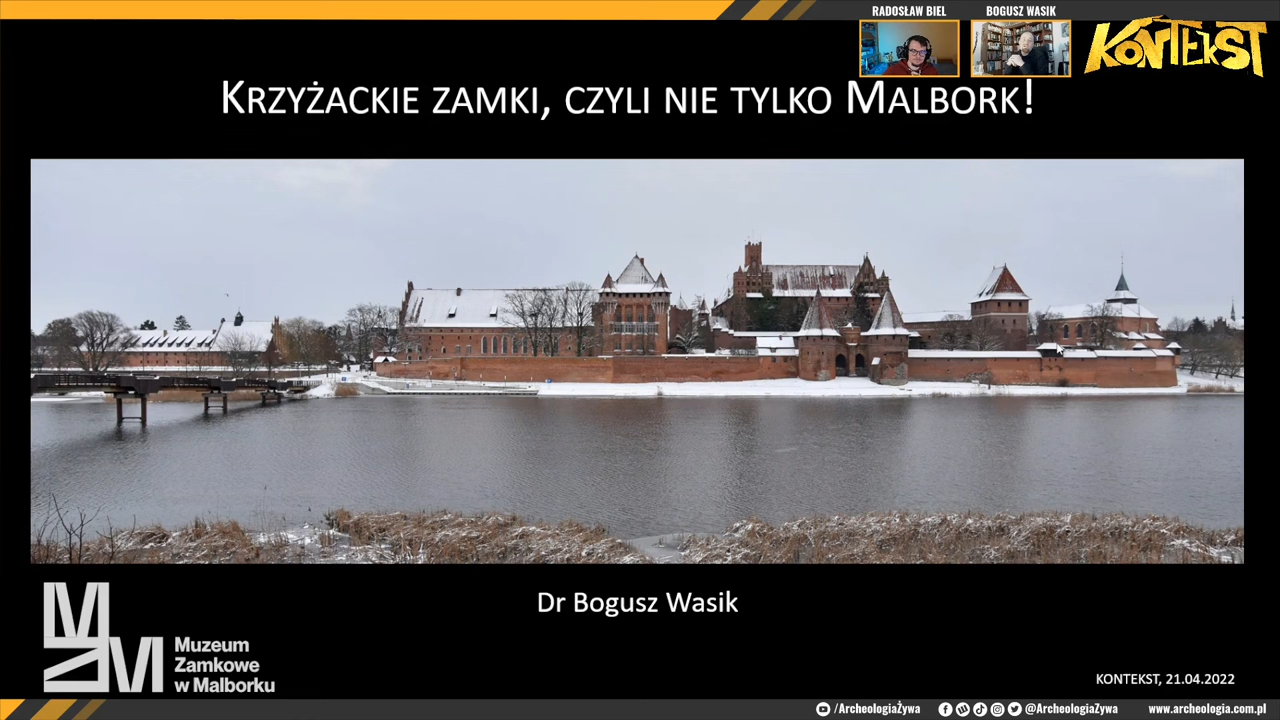 RADOSŁAW BIEL
BOGUSZ WASIK
KONTEKST
KRZYŻACKIE ZAMKI, CZYLI NIE TYLKO MALBORK!
Dr Bogusz Wasik
Muzeum
Zamkowe
w Malborku
KONTEKST, 21.04.2022
/ArcheologiaŻywa
@ArcheologiaZywa
www.archeologia.com.pl